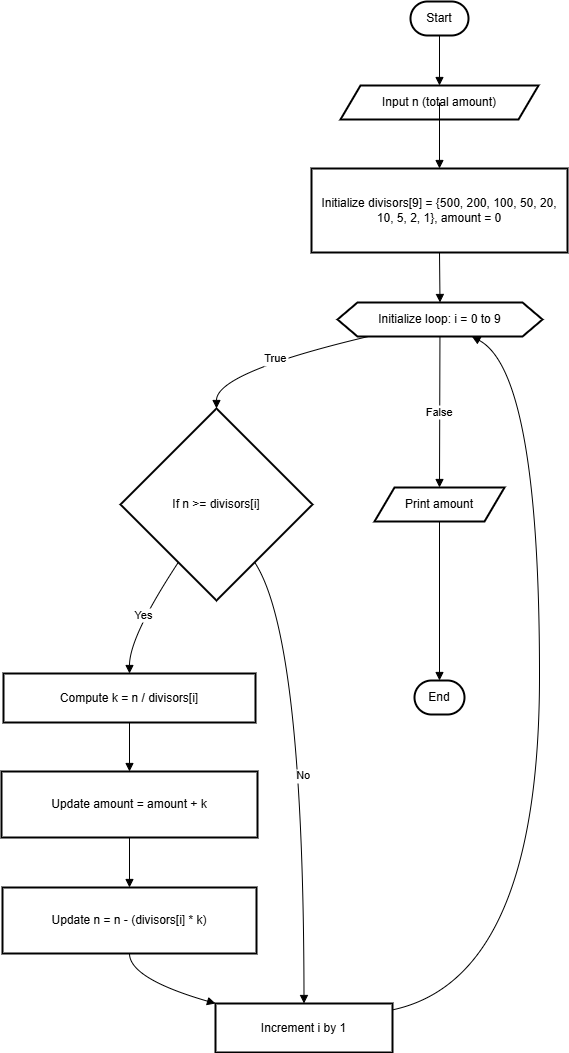 Start
Input n (total amount)
Initialize divisors[9] = {500, 200, 100, 50, 20,
10, 5, 2, 1}, amount = 0
Initialize loop: i = 0 to 9
True
False
If n >= divisors[i]
Print amount
Yes
Compute k = n / divisors[i]
End
No
Update amount = amount + k
Update n = n - (divisors[i] * k)
Increment i by 1